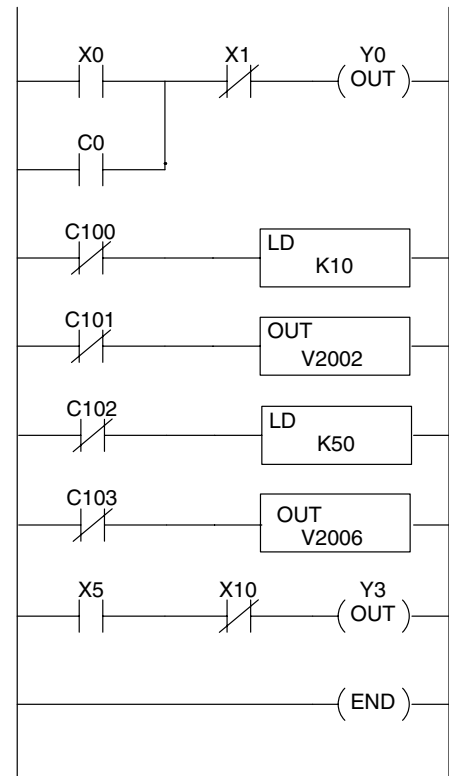 X0 X1 Y0
OUT
C0
C100
LD
K10
C101
OUT
V2002
C102
LD
K50
C103
OUT
V2006
X5 X10 Y3
OUT
END